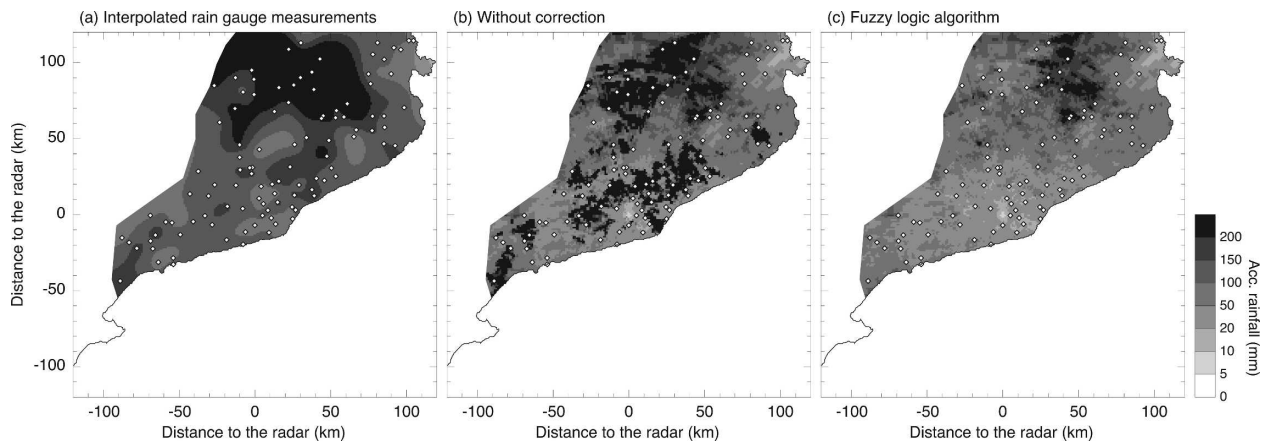 (a) Interpolated rain gauge measurements
(b) Without correction
(c) Fuzzy logic algorithm
Distance to the radar (km)
100
50
0
-50
-100
-100 -50 0 50 100
-100 -50 0 50 100
-100 -50 0 50 100
Distance to the radar (km)
Distance to the radar (km)
Distance to the radar (km)
200
150
100
50
20
10
5
0
Acc. rainfall (mm)